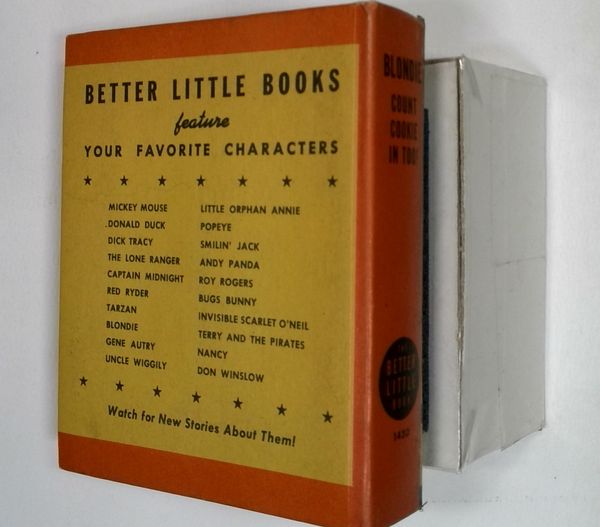 BETTER LITTLE BOOKS
feature
YOUR FAVORITE CHARACTERS
MICKEY MOUSE
DONALD DUCK
DICK TRACY
THE LONE RANGER
CAPTAIN MIDNIGHT
RED RYDER
TARZAN
BLONDIE
GENE AUTRY
UNCLE WIGGILY
LITTLE ORPHAN ANNIE
POPEYE
SMILIN' JACK
ANDY PANDA
ROY ROGERS
BUGS BUNNY
INVISIBLE SCARLET O'NEIL
TERRY AND THE PIRATES
NANCY
DON WINSLOW
Watch for New Stories About Them!
BLONDIE
COUNT
COOKIE
IN TOO!
THE
BETTER
LITTLE
BOOKS